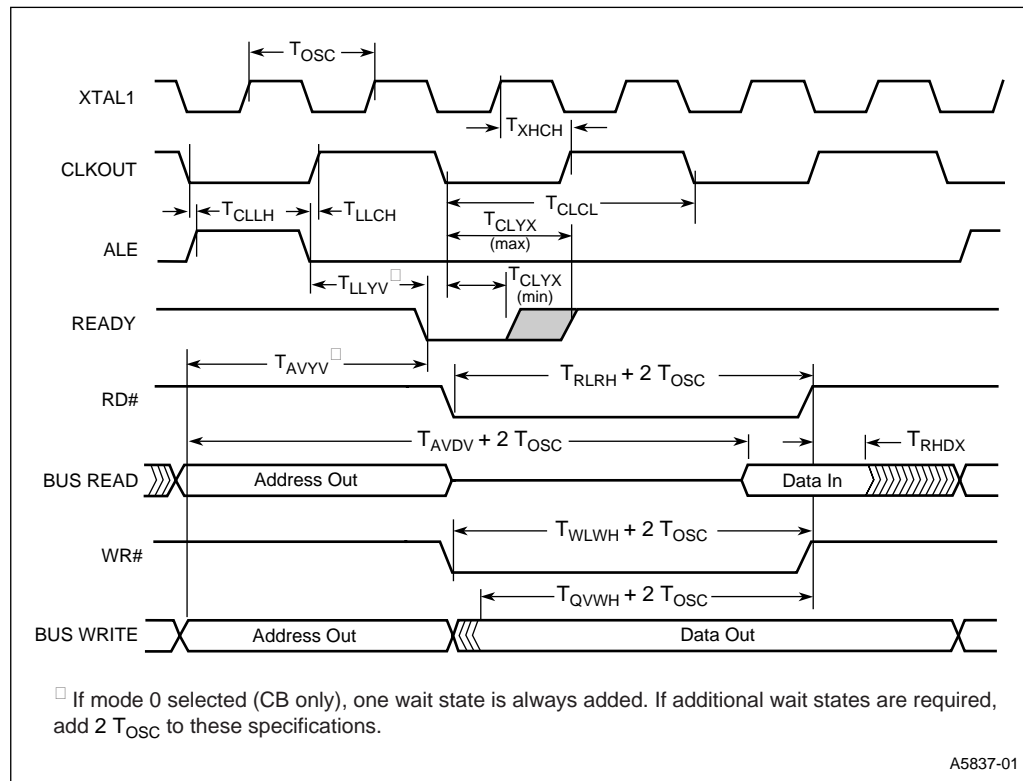 TOSC
XTAL1
TXHCH
CLKOUT
TCLLH TLLCH TCLCL
TCLYX
(max)
ALE
TLLYV□ TCLYX
(min)
READY
TAVYV□
TRLRH + 2 TOSC
RD#
TAVDV + 2 TOSC TRHDX
BUS READ Address Out Data In
TWLWH + 2 TOSC
WR#
TQVWH + 2 TOSC
BUS WRITE Address Out Data Out
□ If mode 0 selected (CB only), one wait state is always added. If additional wait states are required,
add 2 TOSC to these specifications.
A5837-01